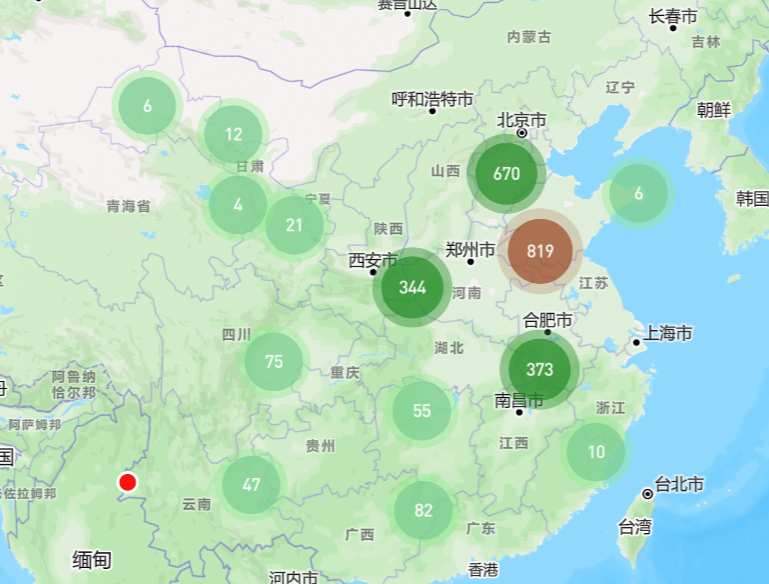 赛音山达
长春市
内蒙古
吉林
辽宁
6
呼和浩特市
朝鲜
12
北京市
甘肃
山西
670
青海省
4
宁夏
6
韩国
21
陕西
西安市
郑州市
819
344
河南
江苏
合肥市
上海市
四川
湖北
75
重庆
373
阿鲁纳
恰尔邦
55
南昌市
浙江
阿萨姆邦
贵州
江西
10
国
47
82
台北市
佐拉姆邦
云南
广西
广东
台湾
缅甸
河内市
香港